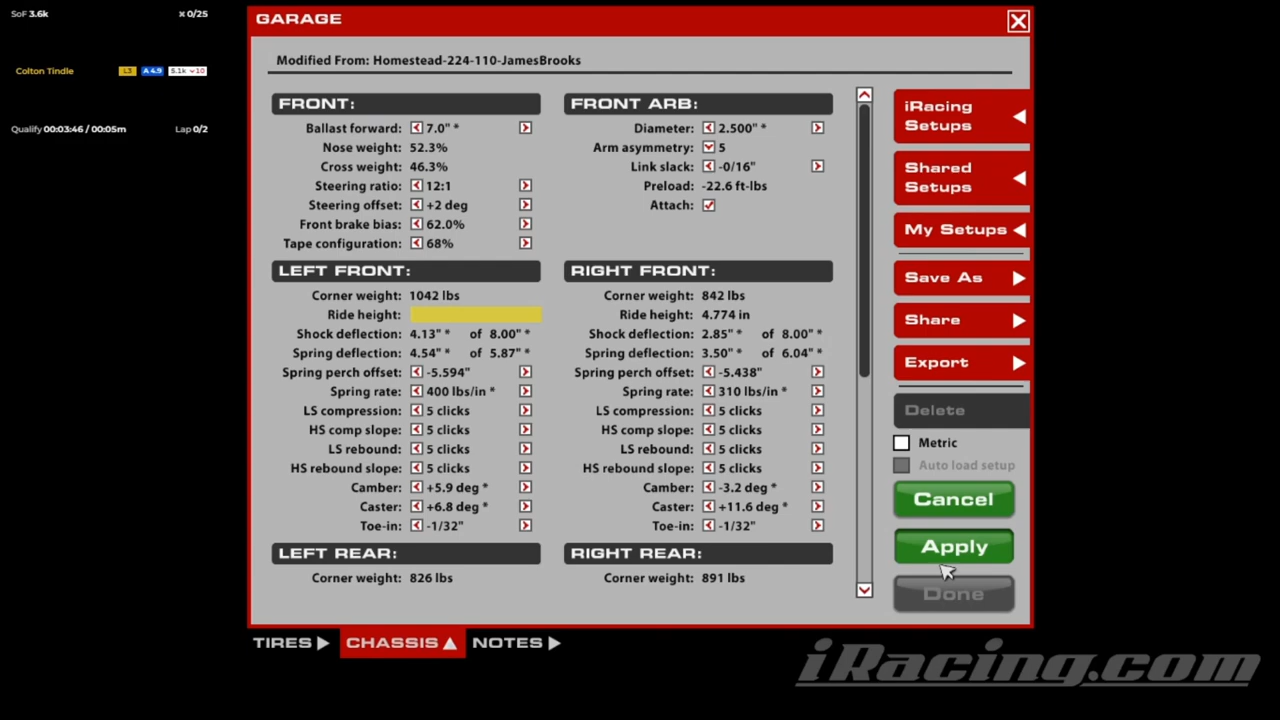 SoF 3.6k 0/25
Colton Tindle L3 A 4.9 5.1k 10
Qualify 00:03:46 / 00:05m Lap 0/2
GARAGE
Modified From: Homestead-224-110-JamesBrooks
FRONT:
Ballast forward: 7.0" *
Nose weight: 52.3%
Cross weight: 46.3%
Steering ratio: 12:1
Steering offset: +2 deg
Front brake bias: 62.0%
Tape configuration: 68%
FRONT ARB:
Diameter: 2.500" *
Arm asymmetry: 5
Link slack: -0/16"
Preload: -22.6 ft-lbs
Attach:
LEFT FRONT:
Corner weight: 1042 lbs
Ride height:
Shock deflection: 4.13" * of 8.00" *
Spring deflection: 4.54" * of 5.87" *
Spring perch offset: -5.594"
Spring rate: 400 lbs/in *
LS compression: 5 clicks
HS comp slope: 5 clicks
LS rebound: 5 clicks
HS rebound slope: 5 clicks
Camber: +5.9 deg *
Caster: +6.8 deg *
Toe-in: -1/32"
RIGHT FRONT:
Corner weight: 842 lbs
Ride height: 4.774 in
Shock deflection: 2.85" * of 8.00" *
Spring deflection: 3.50" * of 6.04" *
Spring perch offset: -5.438"
Spring rate: 310 lbs/in *
LS compression: 5 clicks
HS comp slope: 5 clicks
LS rebound: 5 clicks
HS rebound slope: 5 clicks
Camber: -3.2 deg *
Caster: +11.6 deg *
Toe-in: -1/32"
LEFT REAR:
Corner weight: 826 lbs
RIGHT REAR:
Corner weight: 891 lbs
iRacing
Setups
Shared
Setups
My Setups
Save As
Share
Export
Delete
Metric
Auto load setup
Cancel
Apply
Done
TIRES
CHASSIS
NOTES
iRacing.com